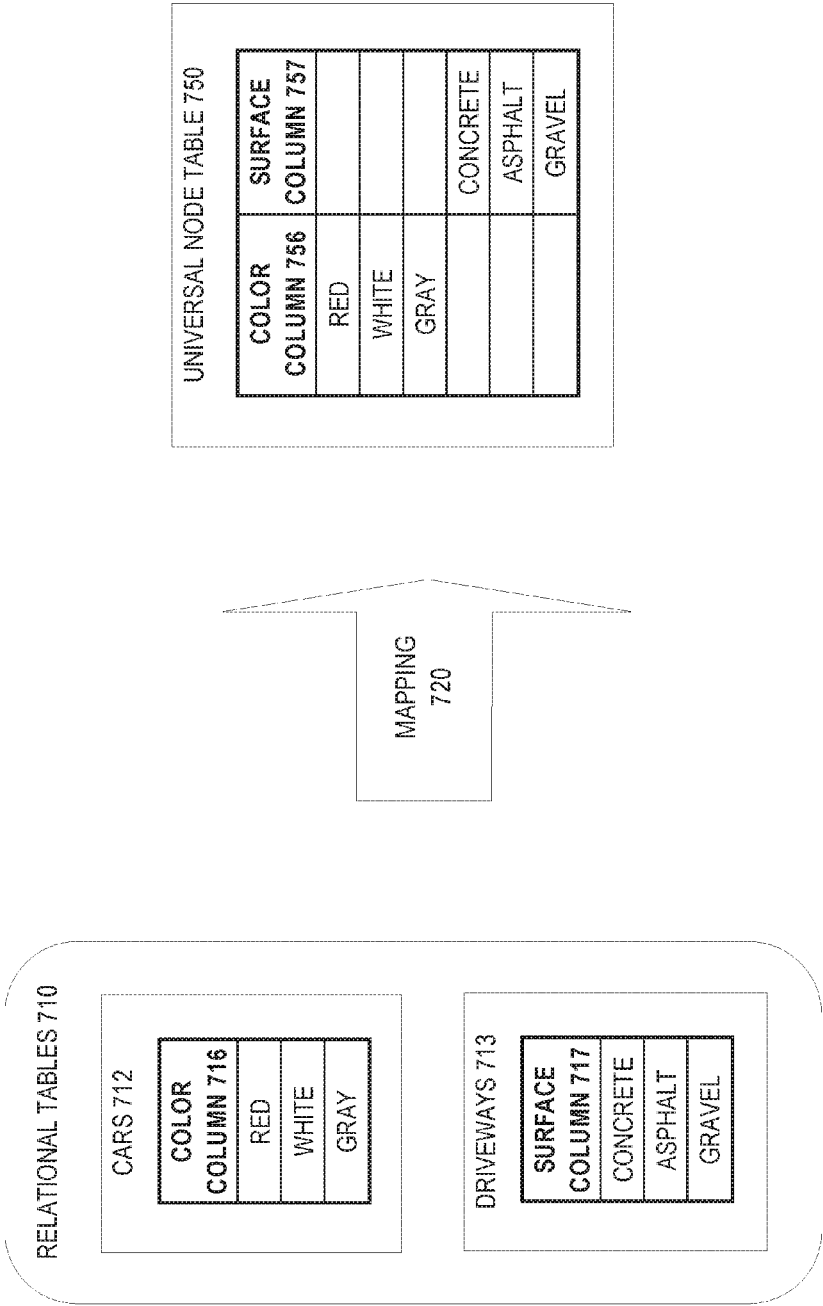 RELATIONAL TABLES 710
CARS 712
COLOR
COLUMN 716
RED
WHITE
GRAY
DRIVEWAYS 713
SURFACE
COLUMN 717
CONCRETE
ASPHALT
GRAVEL
MAPPING
720
UNIVERSAL NODE TABLE 750
COLOR
COLUMN 756
SURFACE
COLUMN 757
RED
WHITE
GRAY
CONCRETE
ASPHALT
GRAVEL